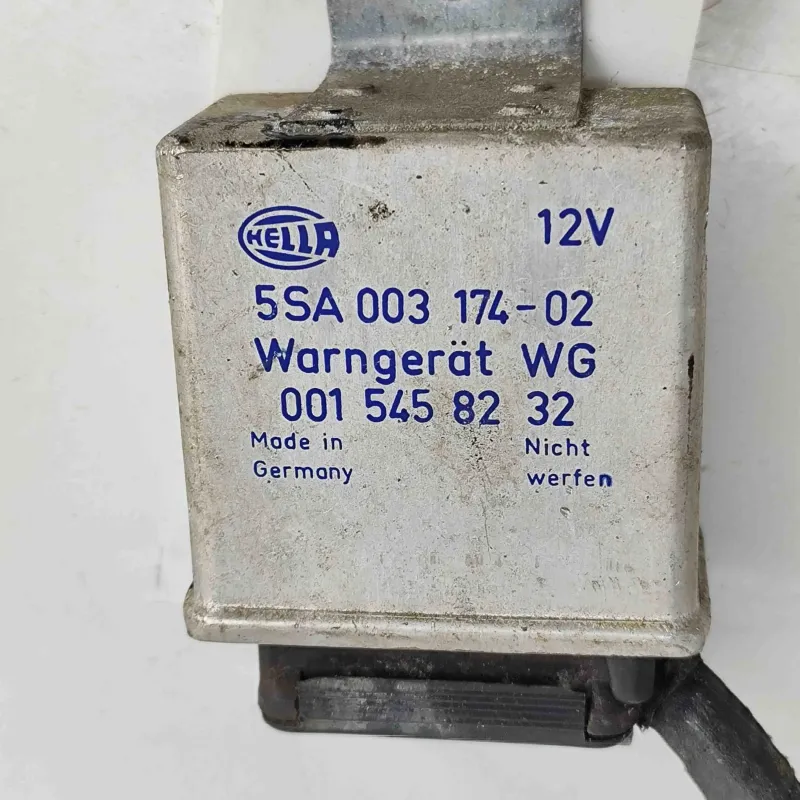 HELLA 12V
5SA 003 174-02
Warngerät WG
001 545 82 32
Made in Nicht
Germany werfen